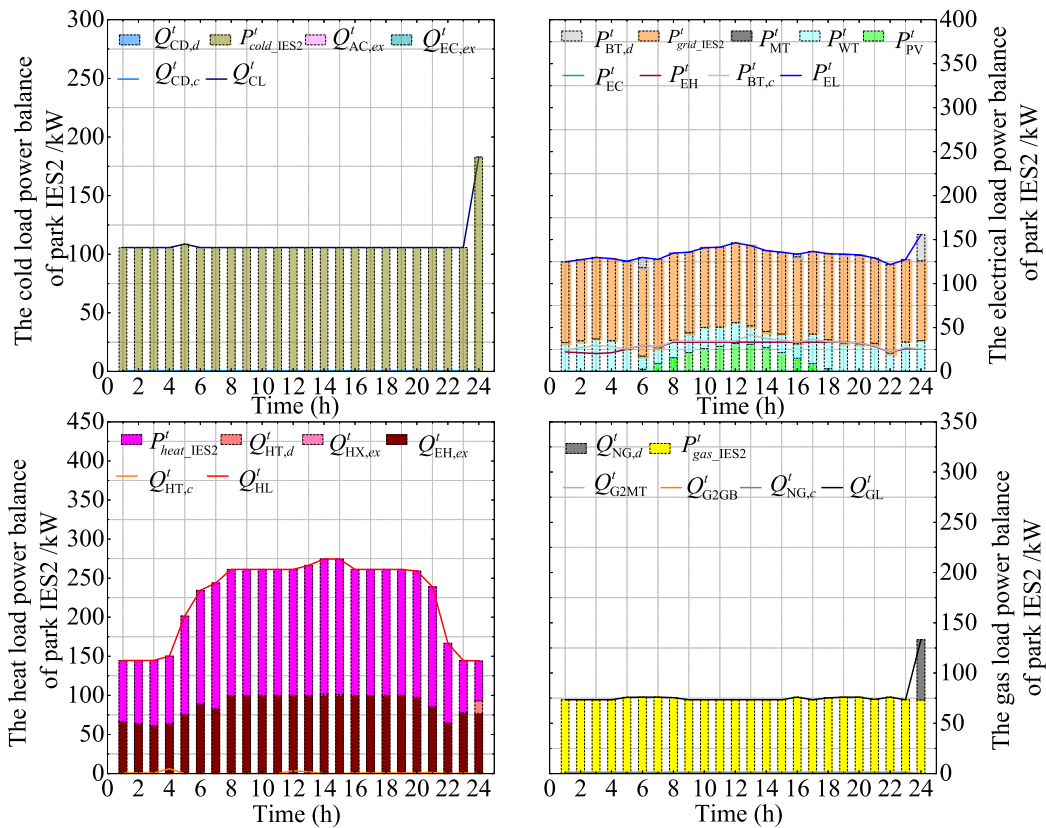 The cold load power balance
of park IES2 /kW
300
250
200
150
100
50
0
Q^t_CD,d P^t_cold_IES2 Q^t_AC,ex Q^t_EC,ex
Q^t_CD,c Q^t_CL
0 2 4 6 8 10 12 14 16 18 20 22 24
Time (h)
P^t_BT,d P^t_grid_IES2 P^t_MT P^t_WT P^t_PV
P^t_EC P^t_EH P^t_BT,c P^t_EL
400
350
300
250
200
150
100
50
0
The electrical load power balance
of park IES2 /kW
0 2 4 6 8 10 12 14 16 18 20 22 24
Time (h)
The heat load power balance
of park IES2 /kW
450
400
350
300
250
200
150
100
50
0
P^t_heat_IES2 Q^t_HT,d Q^t_HX,ex Q^t_EH,ex
Q^t_HT,c Q^t_HL
0 2 4 6 8 10 12 14 16 18 20 22 24
Time (h)
Q^t_NG,d P^t_gas_IES2
Q^t_G2MT Q^t_G2GB Q^t_NG,c Q^t_GL
350
300
250
200
150
100
50
0
The gas load power balance
of park IES2 /kW
0 2 4 6 8 10 12 14 16 18 20 22 24
Time (h)